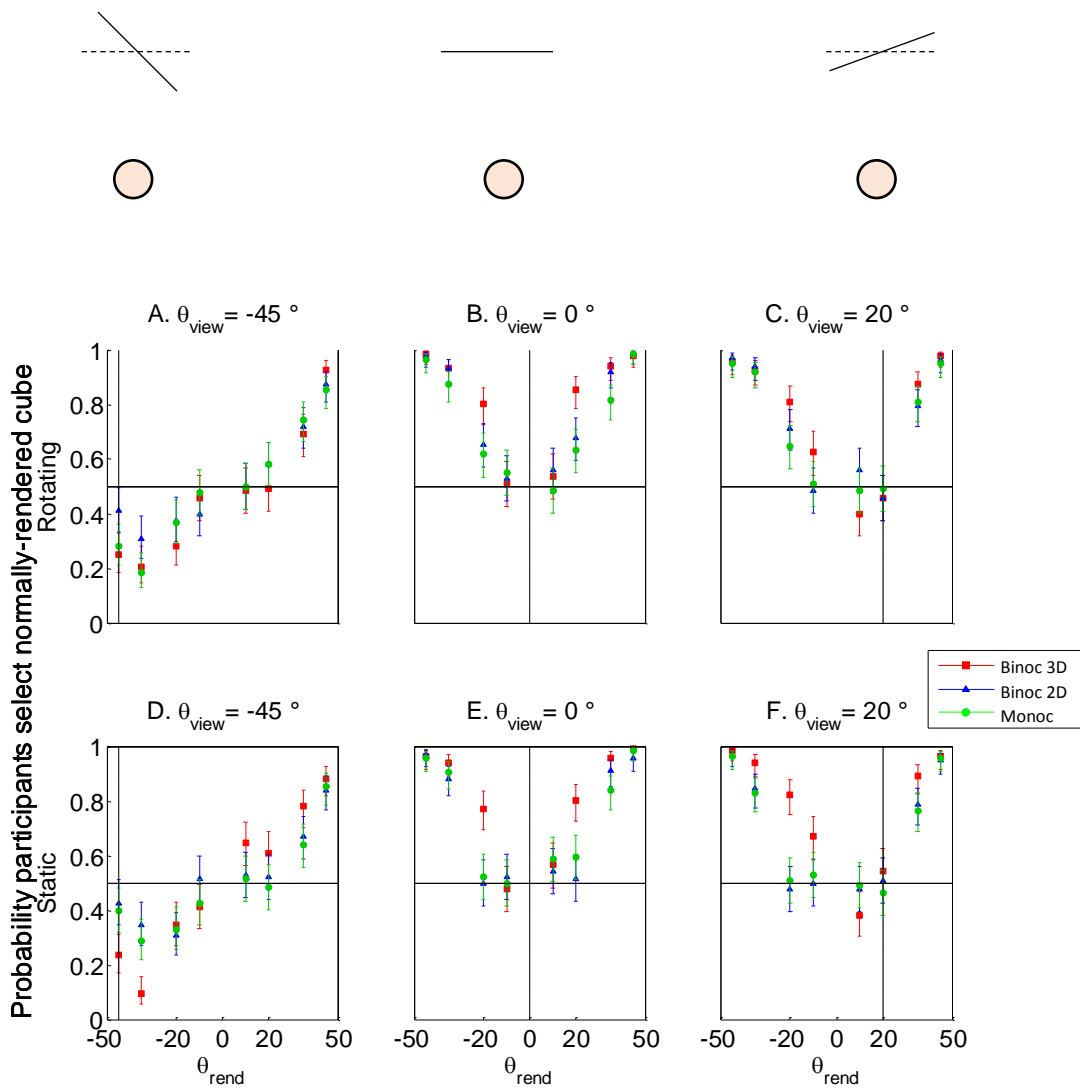 A. θview = -45 °
B. θview = 0 °
C. θview = 20 °
Probability participants select normally-rendered cube
Rotating
1
0.8
0.6
0.4
0.2
0
Binoc 3D
Binoc 2D
Monoc
D. θview = -45 °
E. θview = 0 °
F. θview = 20 °
Static
1
0.8
0.6
0.4
0.2
0
-50 -20 0 20 50
-50 -20 0 20 50
-50 -20 0 20 50
θrend
θrend
θrend